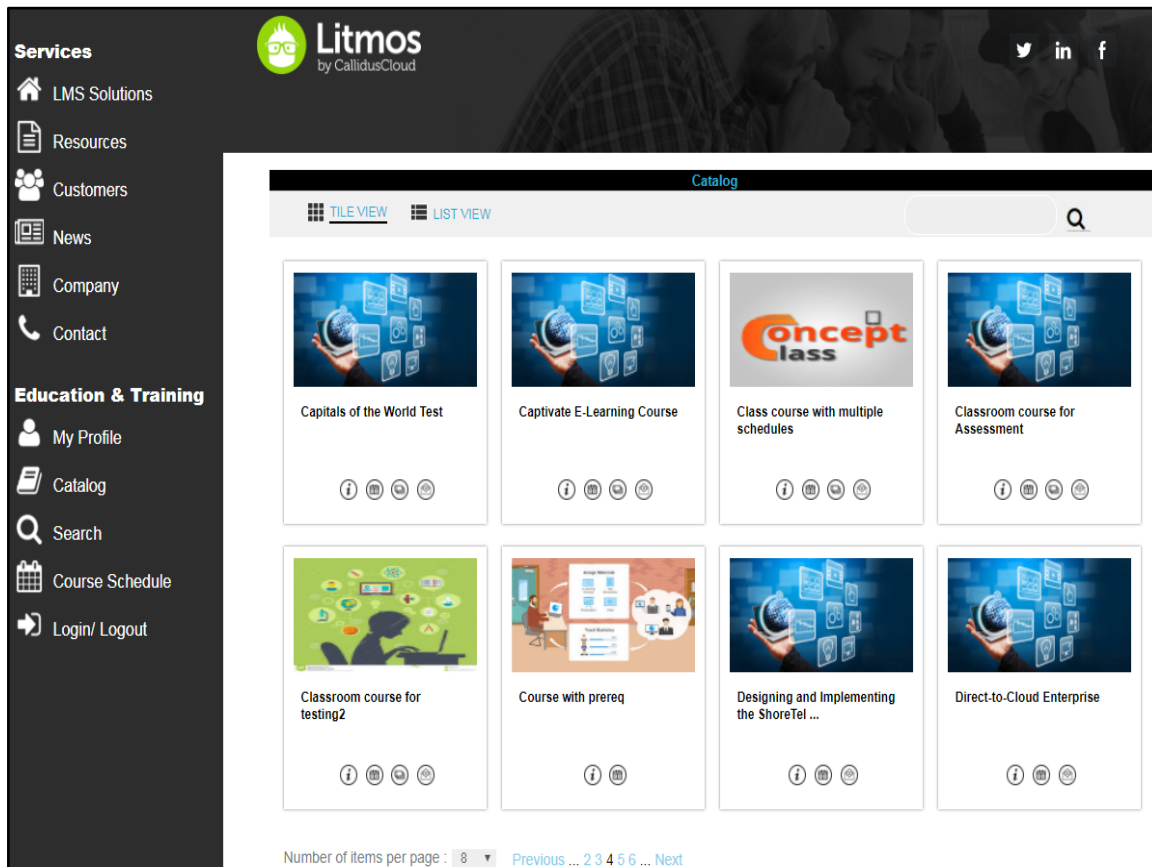 Services
LMS Solutions
Resources
Customers
News
Company
Contact
Education & Training
My Profile
Catalog
Search
Course Schedule
Login/ Logout
Litmos
by CallidusCloud
Catalog
TILE VIEW
LIST VIEW
Capitals of the World Test
Captivate E-Learning Course
Concept
Class
Class course with multiple
schedules
Classroom course for
Assessment
Classroom course for
testing2
Course with prereq
Designing and Implementing
the ShoreTel ...
Direct-to-Cloud Enterprise
Number of items per page : 8
Previous ... 2 3 4 5 6 ... Next